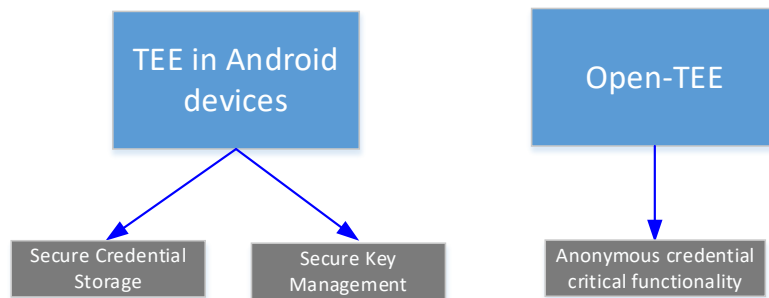 TEE in Android
devices
Open-TEE
Secure Credential
Storage
Secure Key
Management
Anonymous credential
critical functionality